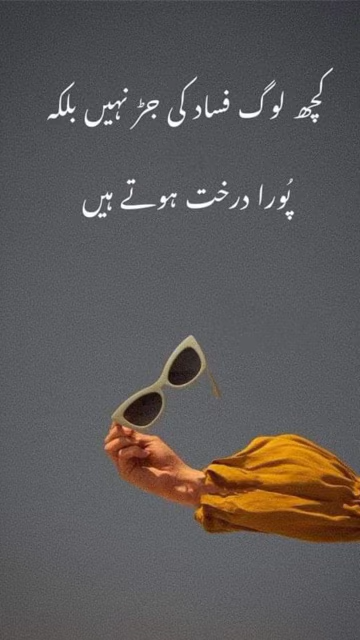 کچھ لوگ فساد کی جڑ نہیں بلکہ
پُورا درخت ہوتے ہیں